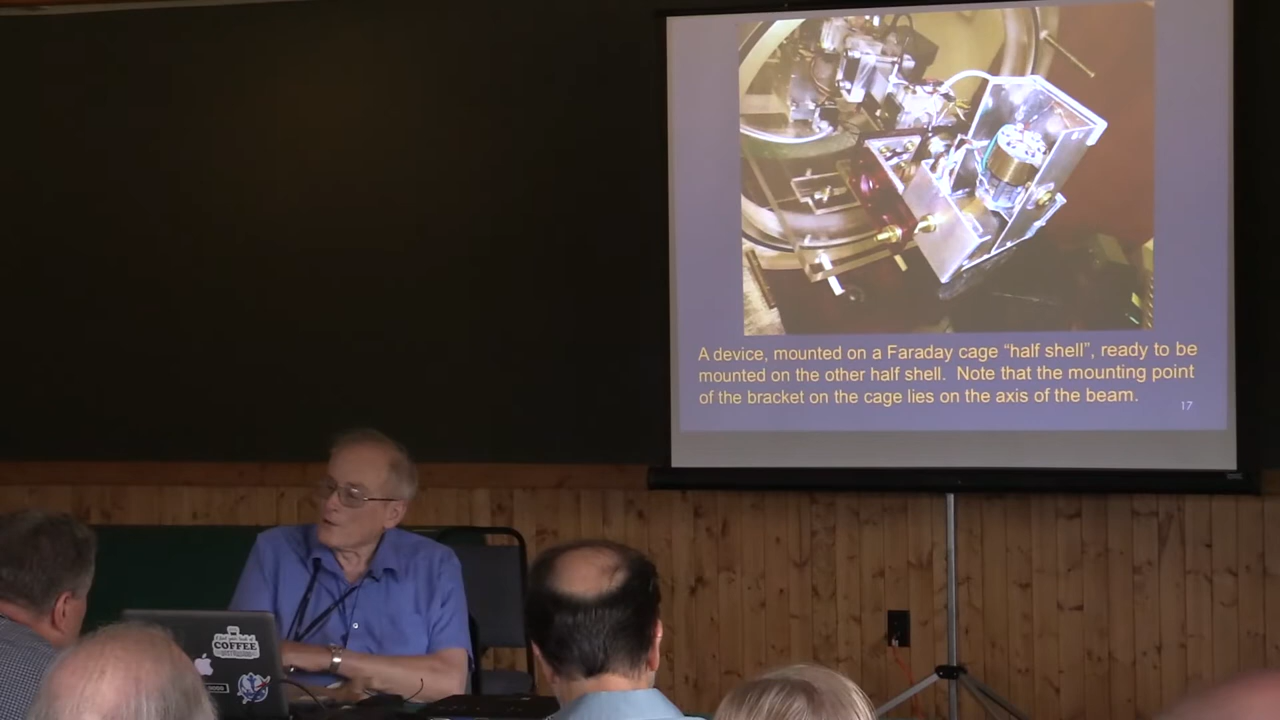 A device, mounted on a Faraday cage “half shell”, ready to be
mounted on the other half shell.  Note that the mounting point
of the bracket on the cage lies on the axis of the beam.
17
COFFEE